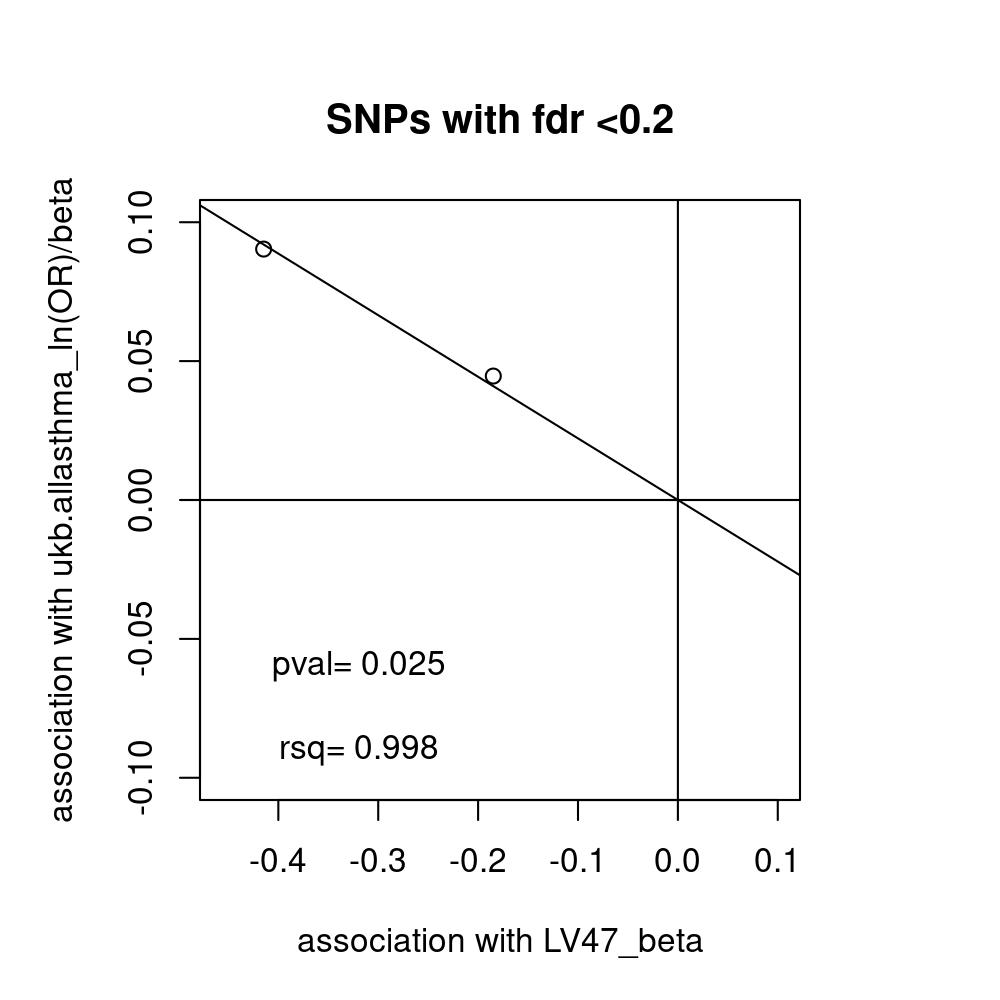 SNPs with fdr <0.2
association with ukb.allasthma_ln(OR)/beta
0.10
0.05
0.00
-0.05
-0.10
pval= 0.025
rsq= 0.998
-0.4 -0.3 -0.2 -0.1 0.0 0.1
association with LV47_beta